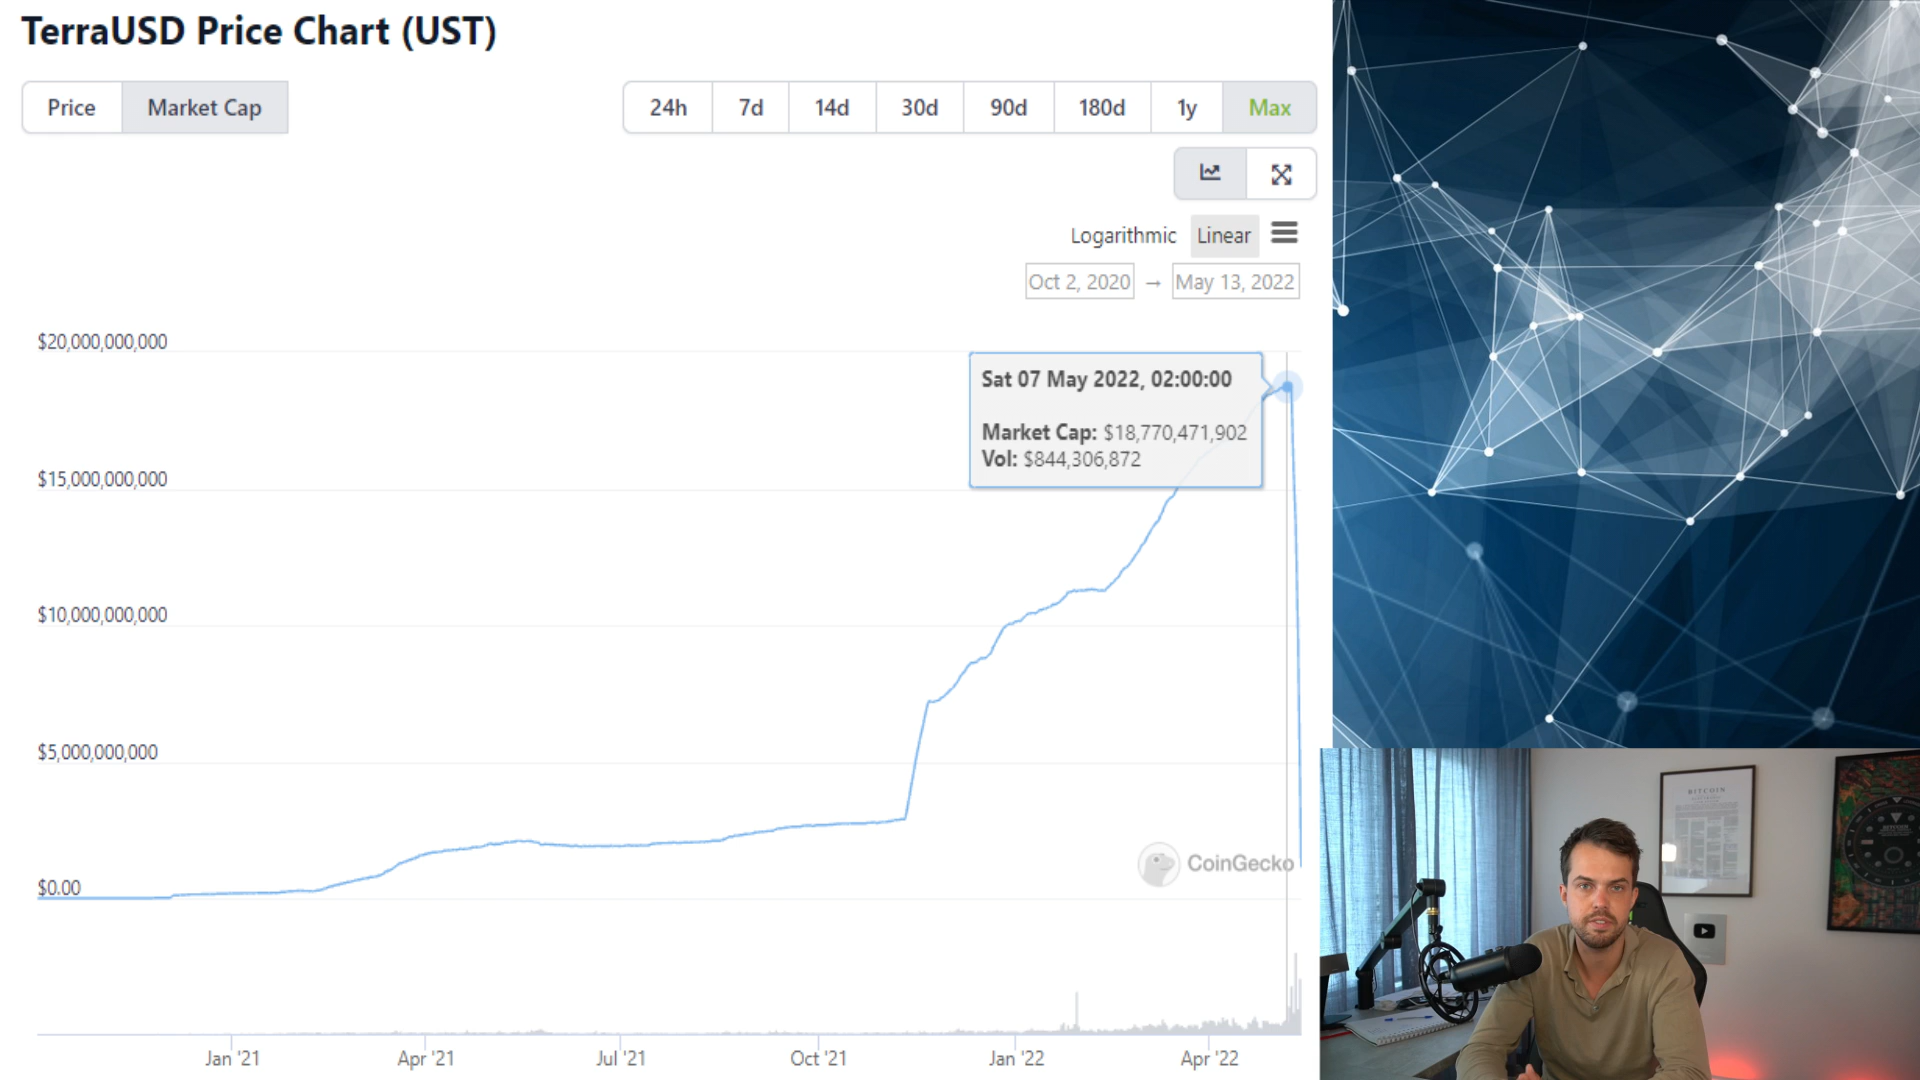 TerraUSD Price Chart (UST)
Price
Market Cap
24h
7d
14d
30d
90d
180d
1y
Max
Logarithmic
Linear
Oct 2, 2020 → May 13, 2022
$20,000,000,000
Sat 07 May 2022, 02:00:00
Market Cap: $18,770,471,902
Vol: $844,306,872
$15,000,000,000
$10,000,000,000
$5,000,000,000
$0.00
CoinGecko
Jan '21
Apr '21
Jul '21
Oct '21
Jan '22
Apr '22
BITCOIN